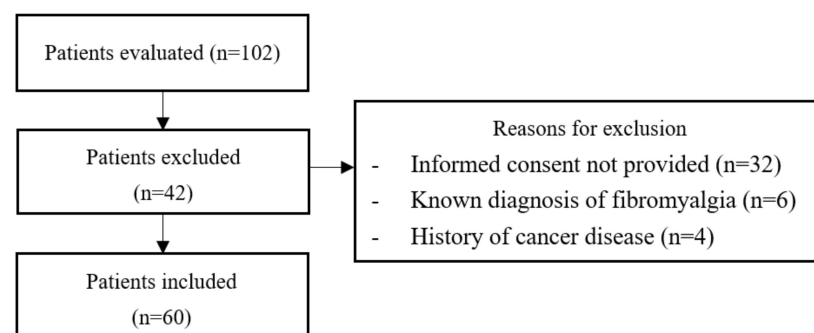 Patients evaluated (n=102)
Patients excluded
(n=42)
Reasons for exclusion
- Informed consent not provided (n=32)
- Known diagnosis of fibromyalgia (n=6)
- History of cancer disease (n=4)
Patients included
(n=60)